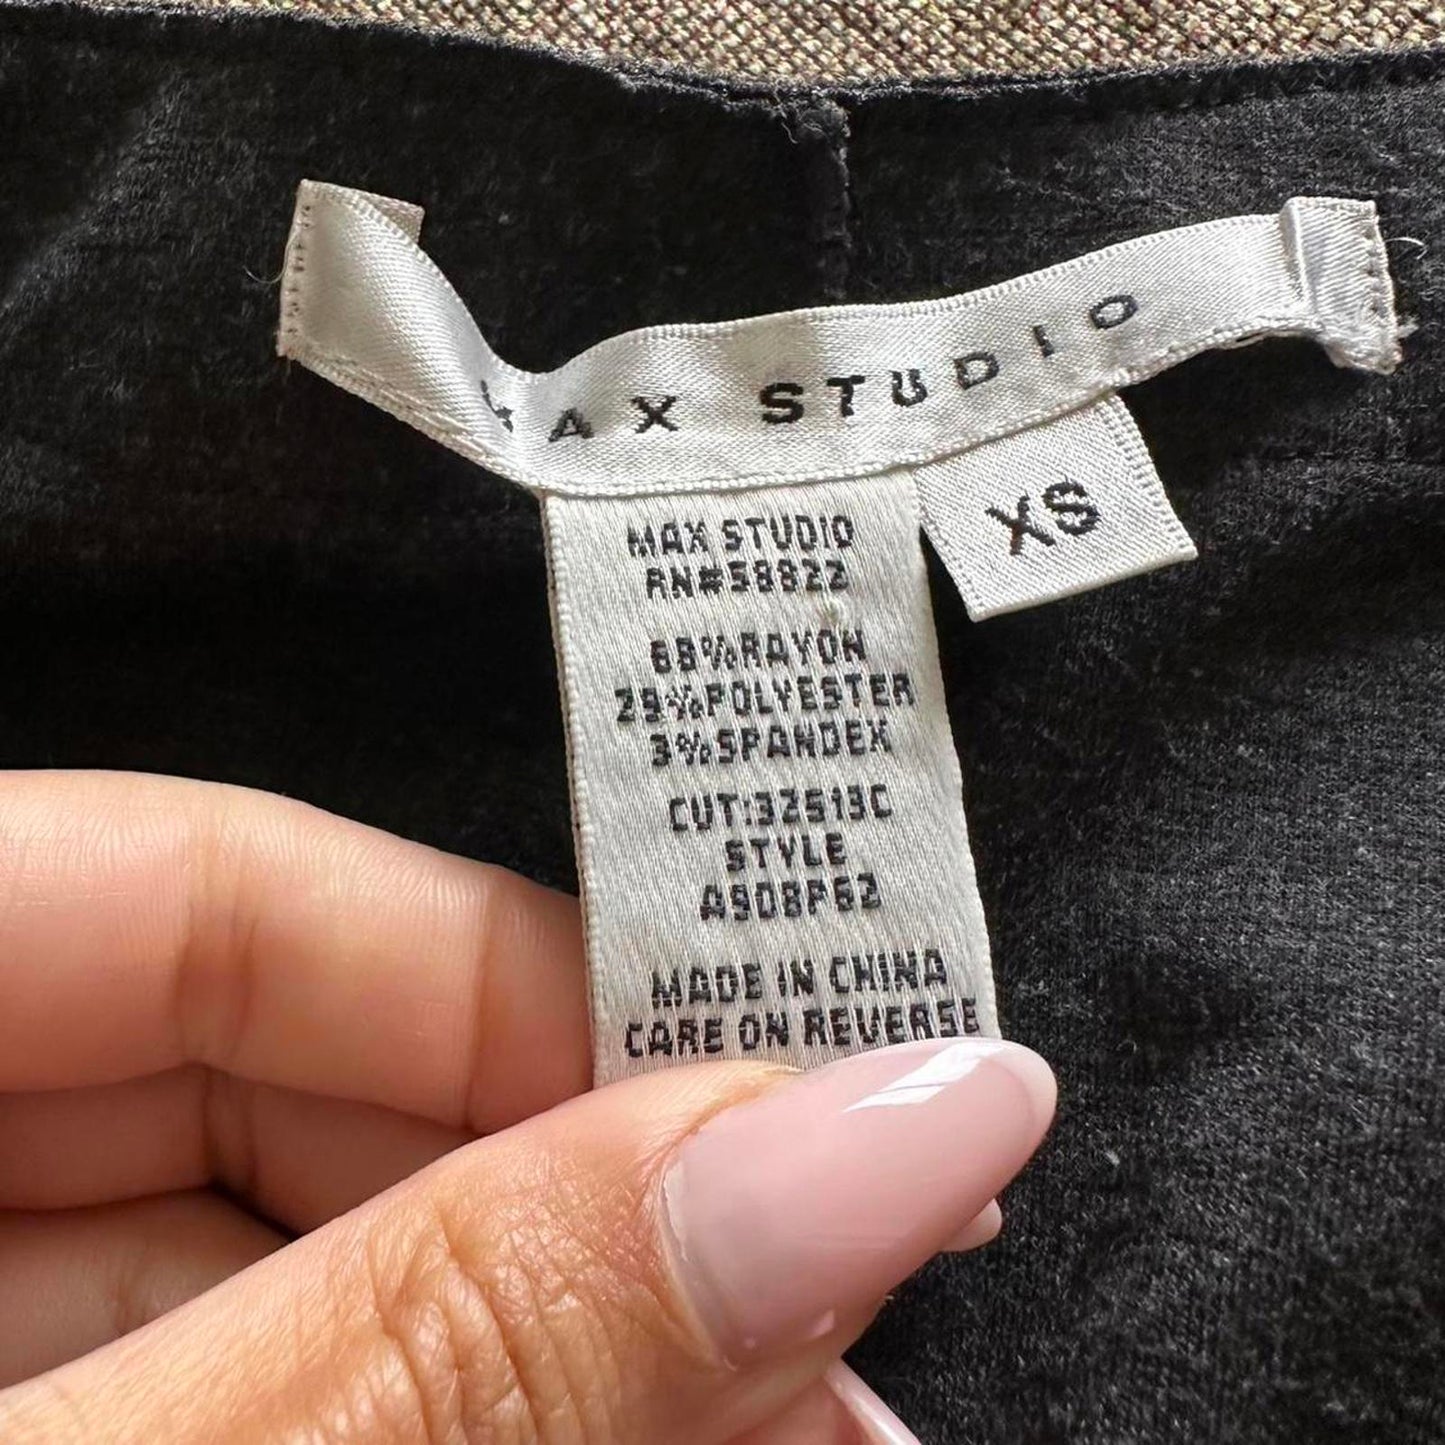 MAX STUDIO
XS
MAX STUDIO
RN#58822
68%RAYON
29%POLYESTER
3%SPANDEX
CUT:32513C
STYLE
A908P62
MADE IN CHINA
CARE ON REVERSE